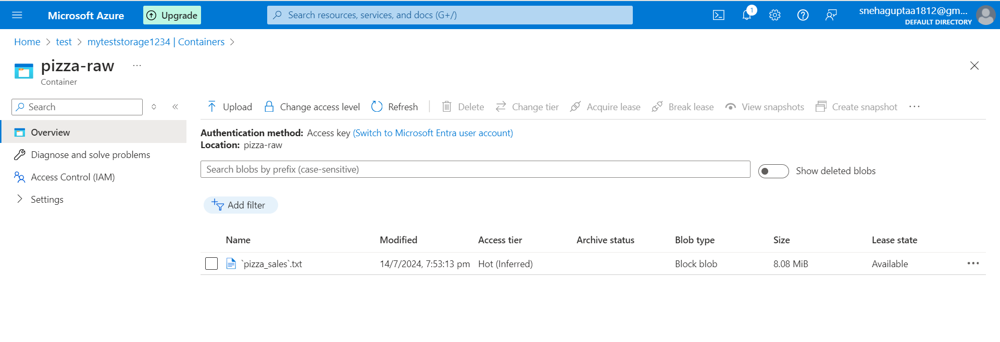 Microsoft Azure
Upgrade
Search resources, services, and docs (G+/)
1
snehaguptaa1812@gm...
DEFAULT DIRECTORY
Home > test > myteststorage1234 | Containers >
pizza-raw ...
Container
Search
Overview
Diagnose and solve problems
Access Control (IAM)
Settings
Upload Change access level Refresh Delete Change tier Acquire lease Break lease View snapshots Create snapshot ...
Authentication method: Access key (Switch to Microsoft Entra user account)
Location: pizza-raw
Search blobs by prefix (case-sensitive)
Show deleted blobs
Add filter
Name Modified Access tier Archive status Blob type Size Lease state
`pizza_sales`.txt 14/7/2024, 7:53:13 pm Hot (Inferred) Block blob 8.08 MiB Available ...